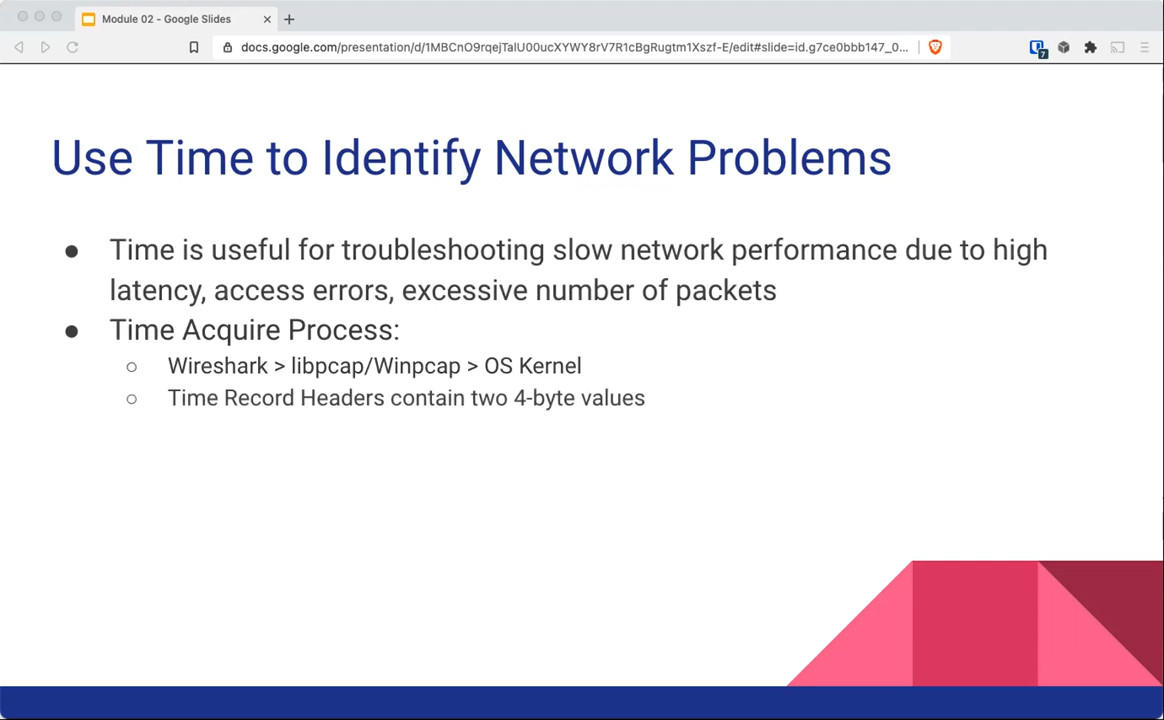 Module 02 - Google Slides
docs.google.com/presentation/d/1MBCnO9rqejTalU00ucXYWY8rV7R1cBgRugtm1Xszf-E/edit#slide=id.g7ce0bbb147_0...
7
Use Time to Identify Network Problems
● Time is useful for troubleshooting slow network performance due to high
latency, access errors, excessive number of packets
● Time Acquire Process:
○ Wireshark > libpcap/Winpcap > OS Kernel
○ Time Record Headers contain two 4-byte values